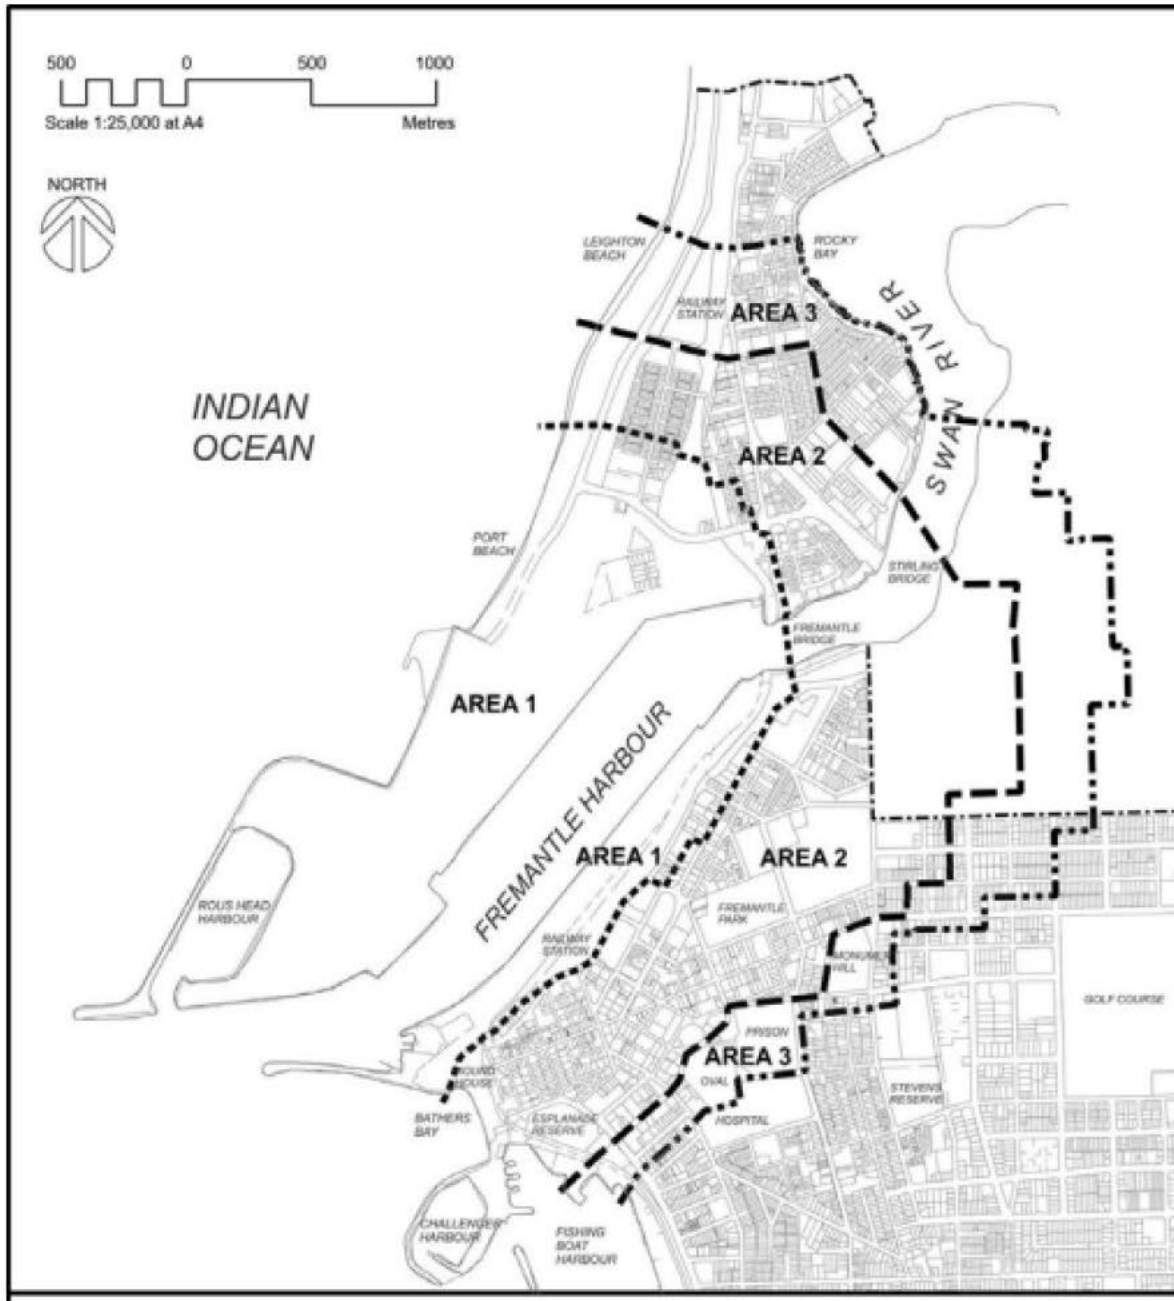 500 0 500 1000
Scale 1:25,000 at A4 Metres
NORTH
LEIGHTON
BEACH
ROCKY
BAY
RAILWAY
STATION
AREA 3
SWAN RIVER
INDIAN
OCEAN
AREA 2
PORT
BEACH
STIRLING
BRIDGE
FREMANTLE
BRIDGE
AREA 1
FREMANTLE HARBOUR
AREA 1
AREA 2
ROUS HEAD
HARBOUR
FREMANTLE
PARK
RAILWAY
STATION
HILL
GOLF COURSE
PRISON
AREA 3
OVAL
HOUSE
STEVENS
RESERVE
BATHERS
BAY
ESPLANADE
RESERVE
HOSPITAL
CHALLENGER
HARBOUR
FISHING
BOAT
HARBOUR